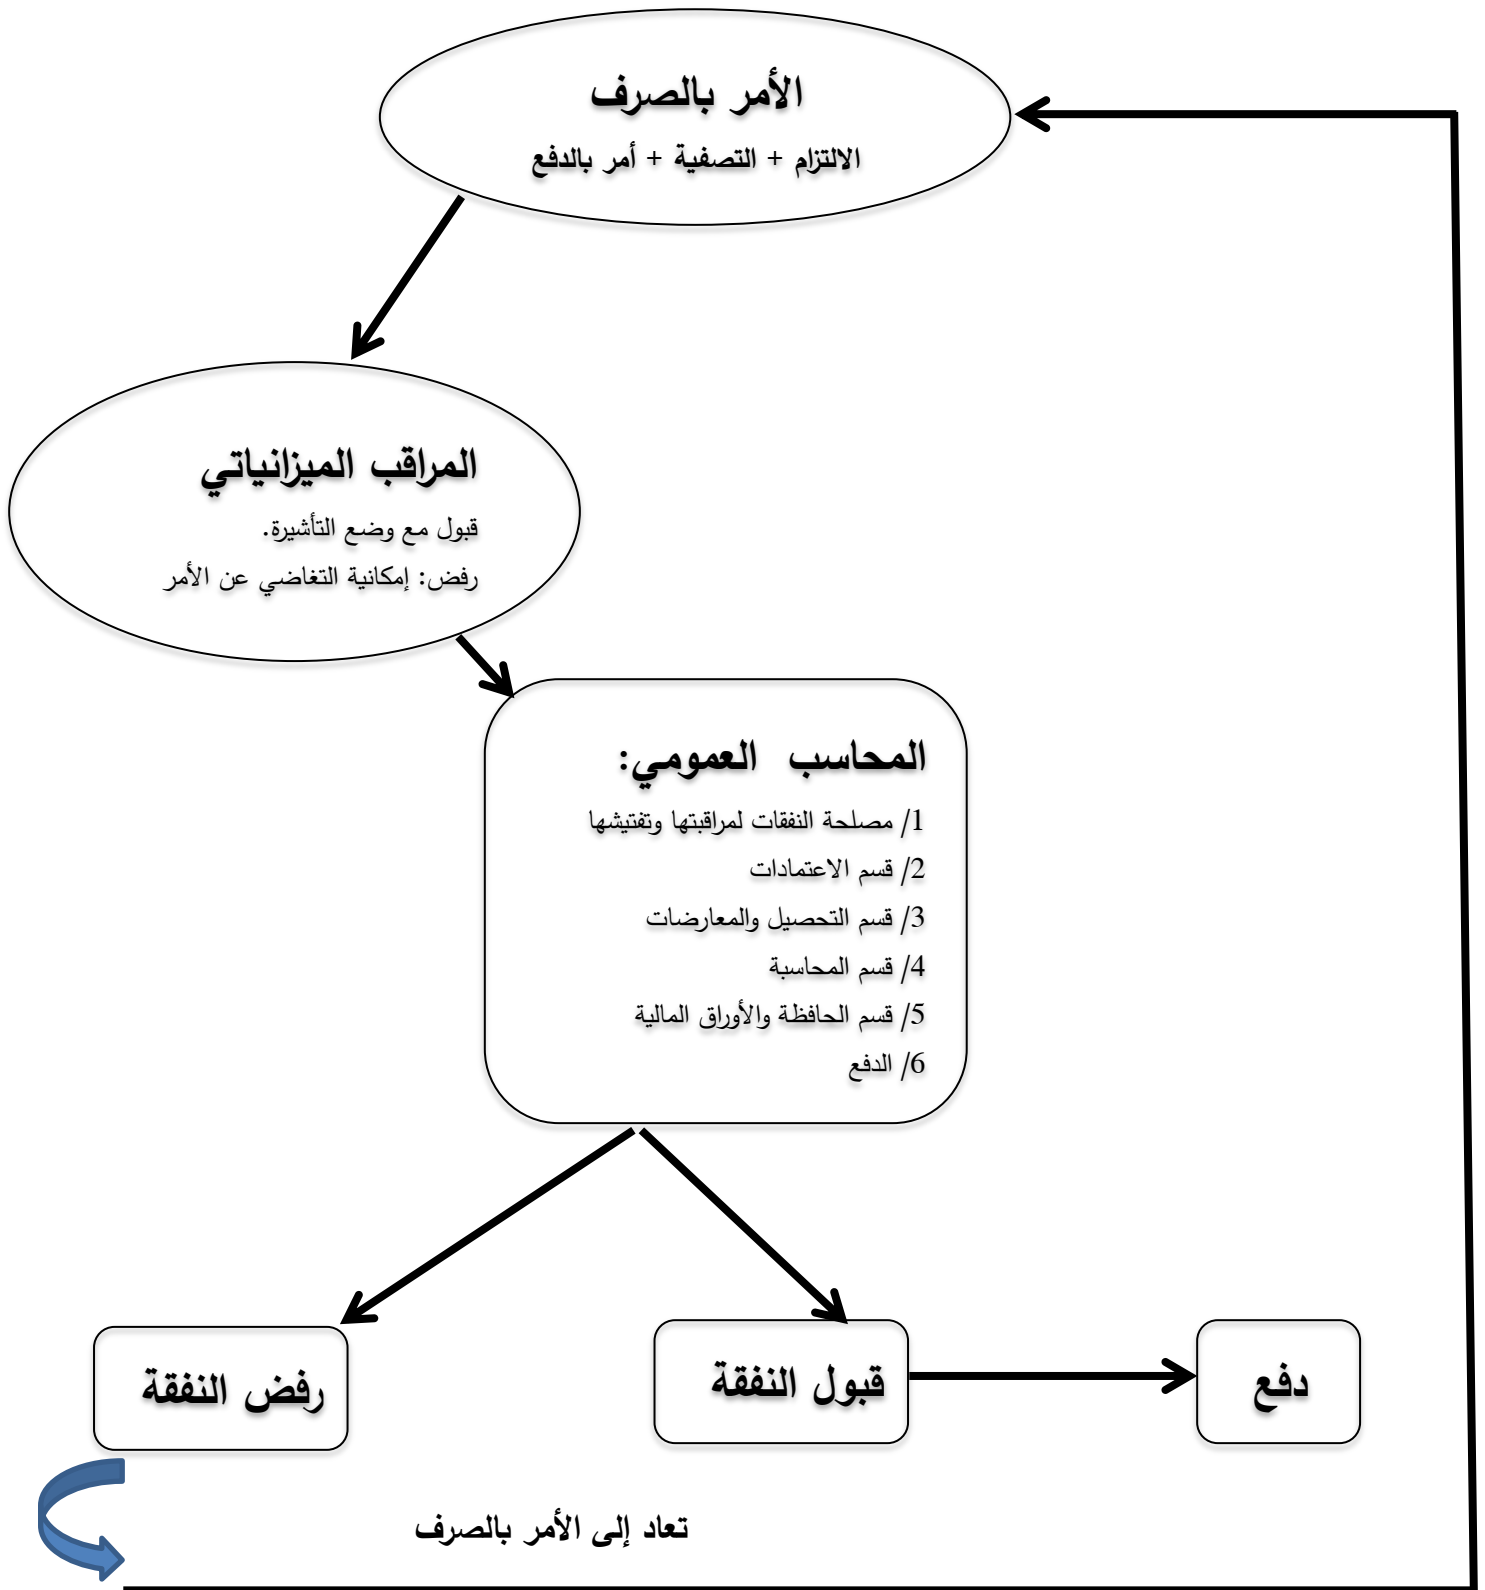 الأمر بالصرف
الالتزام + التصفية + أمر بالدفع
المراقب الميزانياتي
قبول مع وضع التأشيرة.
رفض: إمكانية التغاضي عن الأمر
المحاسب العمومي:
1/ مصلحة النفقات لمراقبتها وتفتيشها
2/ قسم الاعتمادات
3/ قسم التحصيل والمعارضات
4/ قسم المحاسبة
5/ قسم الحافظة والأوراق المالية
6/ الدفع
دفع
قبول النفقة
رفض النفقة
تعاد إلى الأمر بالصرف